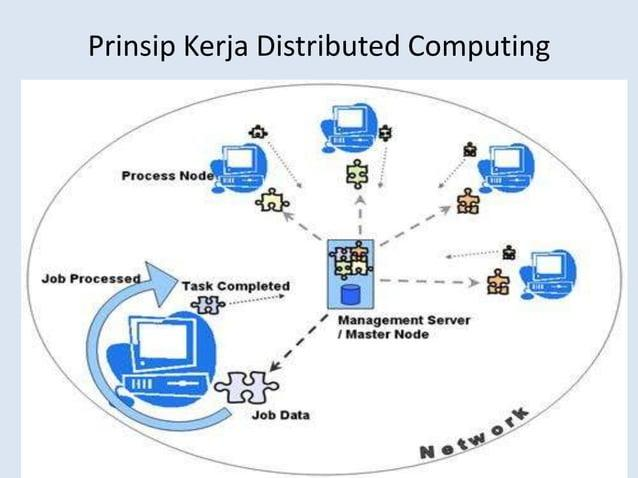 Prinsip Kerja Distributed Computing
Process Node
Job Processed
Task Completed
Management Server
/ Master Node
Job Data
Network